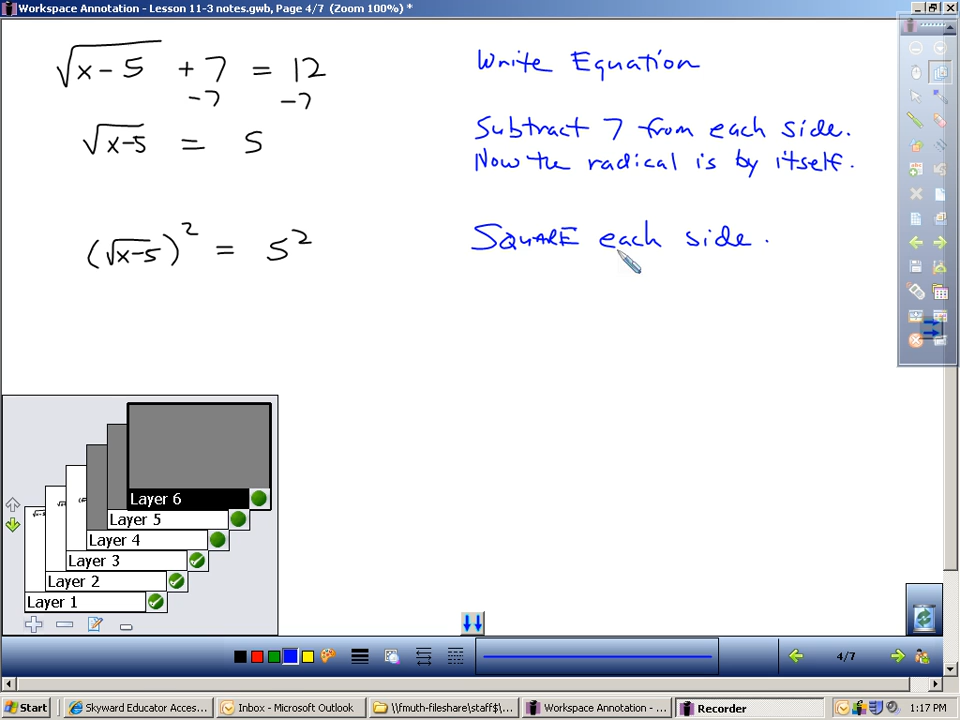 Workspace Annotation - Lesson 11-3 notes.gwb, Page 4/7 (Zoom 100%) *
√x-5 + 7 = 12
-7 -7
√x-5 = 5
(√x-5)² = 5²
Write Equation
Subtract 7 from each side.
Now the radical is by itself.
SQUARE each side.
Layer 6
Layer 5
Layer 4
Layer 3
Layer 2
Layer 1
4/7
Start
Skyward Educator Acces...
Inbox - Microsoft Outlook
\\fmuth-fileshare\staff$\...
Workspace Annotation - ...
Recorder
1:17 PM